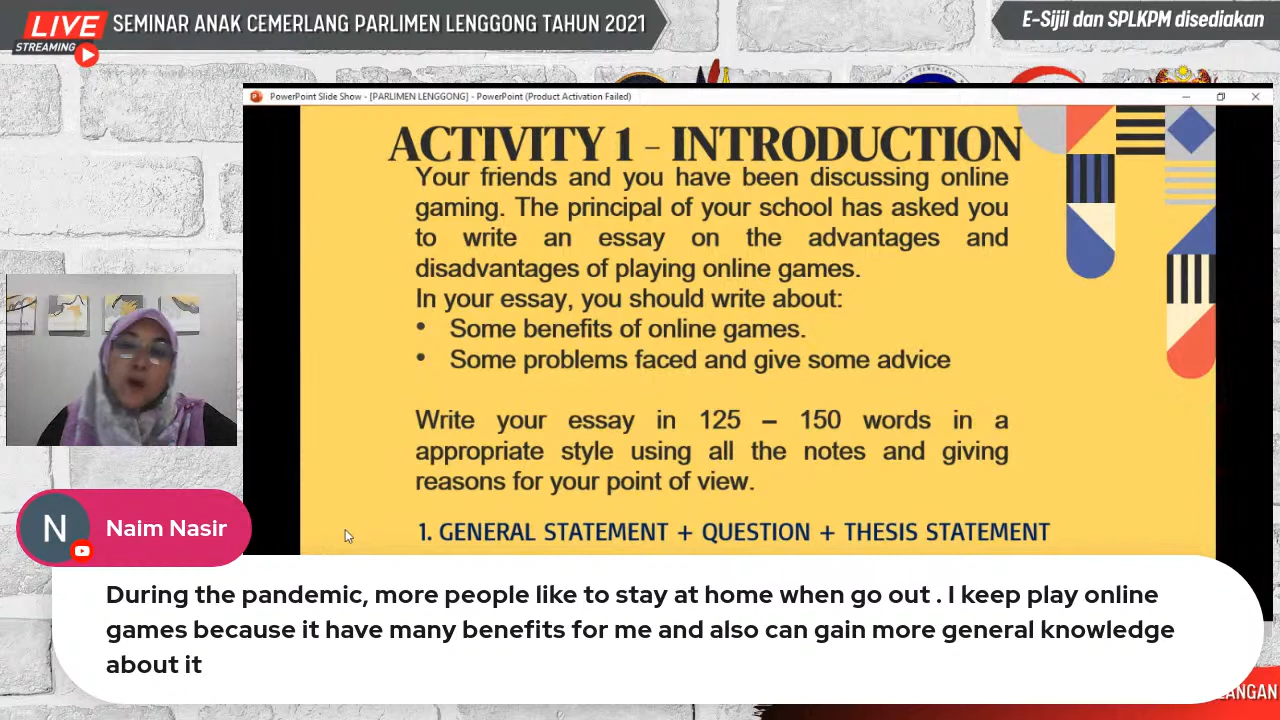 LIVE
STREAMING
SEMINAR ANAK CEMERLANG PARLIMEN LENGGONG TAHUN 2021
E-Sijil dan SPLKPM disediakan
PowerPoint Slide Show - [PARLIMEN LENGGONG] - PowerPoint (Product Activation Failed)
ACTIVITY 1 – INTRODUCTION
Your friends and you have been discussing online
gaming. The principal of your school has asked you
to write an essay on the advantages and
disadvantages of playing online games.
In your essay, you should write about:
• Some benefits of online games.
• Some problems faced and give some advice
Write your essay in 125 – 150 words in a
appropriate style using all the notes and giving
reasons for your point of view.
1. GENERAL STATEMENT + QUESTION + THESIS STATEMENT
N
Naim Nasir
During the pandemic, more people like to stay at home when go out . I keep play online
games because it have many benefits for me and also can gain more general knowledge
about it